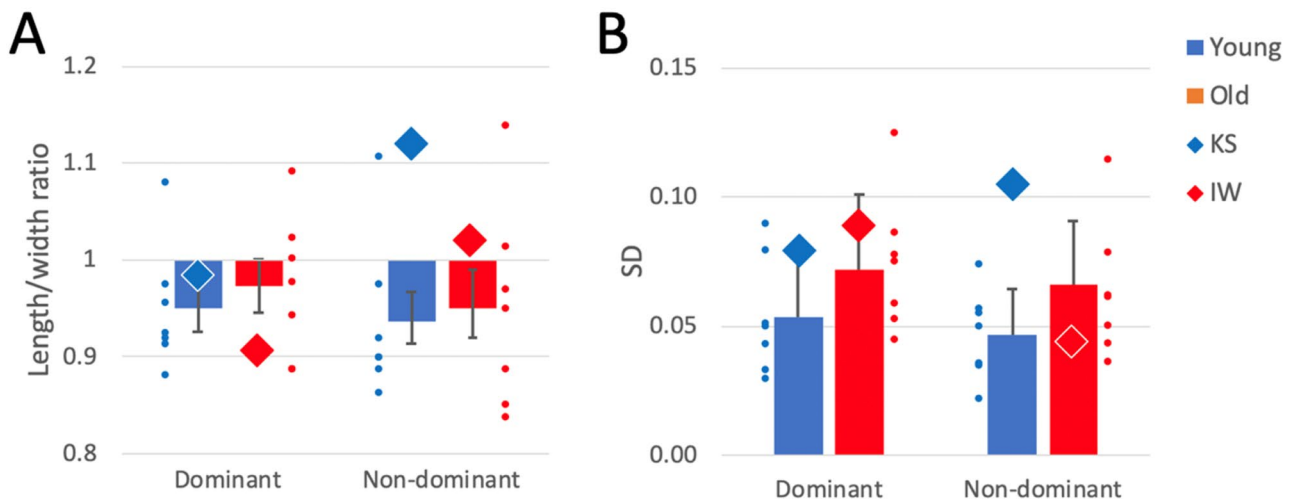 A
Length/width ratio
1.2
1.1
1
0.9
0.8
Dominant Non-dominant
B
SD
0.15
0.10
0.05
0.00
Dominant Non-dominant
Young
Old
KS
IW